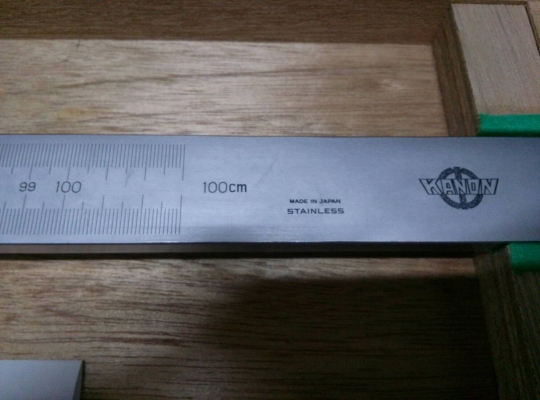 99 100
100cm
MADE IN JAPAN
STAINLESS
KANON